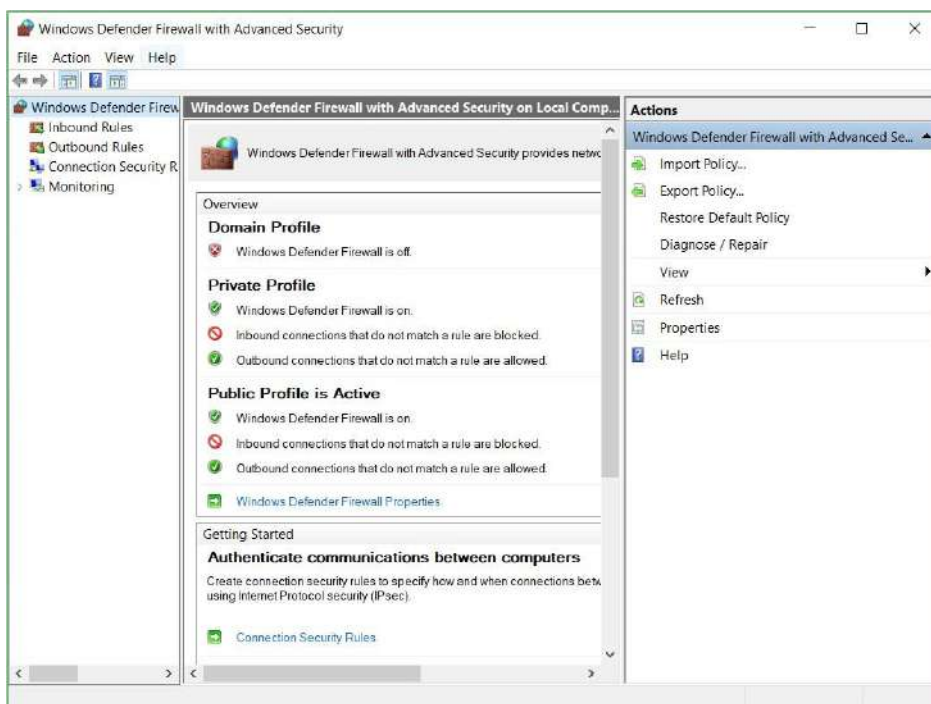 Windows Defender Firewall with Advanced Security
File Action View Help
Windows Defender Firew
Inbound Rules
Outbound Rules
Connection Security R
Monitoring
Windows Defender Firewall with Advanced Security on Local Comp...
Windows Defender Firewall with Advanced Security provides netwc
Overview
Domain Profile
Windows Defender Firewall is off.
Private Profile
Windows Defender Firewall is on.
Inbound connections that do not match a rule are blocked.
Outbound connections that do not match a rule are allowed.
Public Profile is Active
Windows Defender Firewall is on.
Inbound connections that do not match a rule are blocked.
Outbound connections that do not match a rule are allowed.
Windows Defender Firewall Properties
Getting Started
Authenticate communications between computers
Create connection security rules to specify how and when connections betw
using Internet Protocol security (IPsec).
Connection Security Rules
Actions
Windows Defender Firewall with Advanced Se...
Import Policy...
Export Policy...
Restore Default Policy
Diagnose / Repair
View
Refresh
Properties
Help